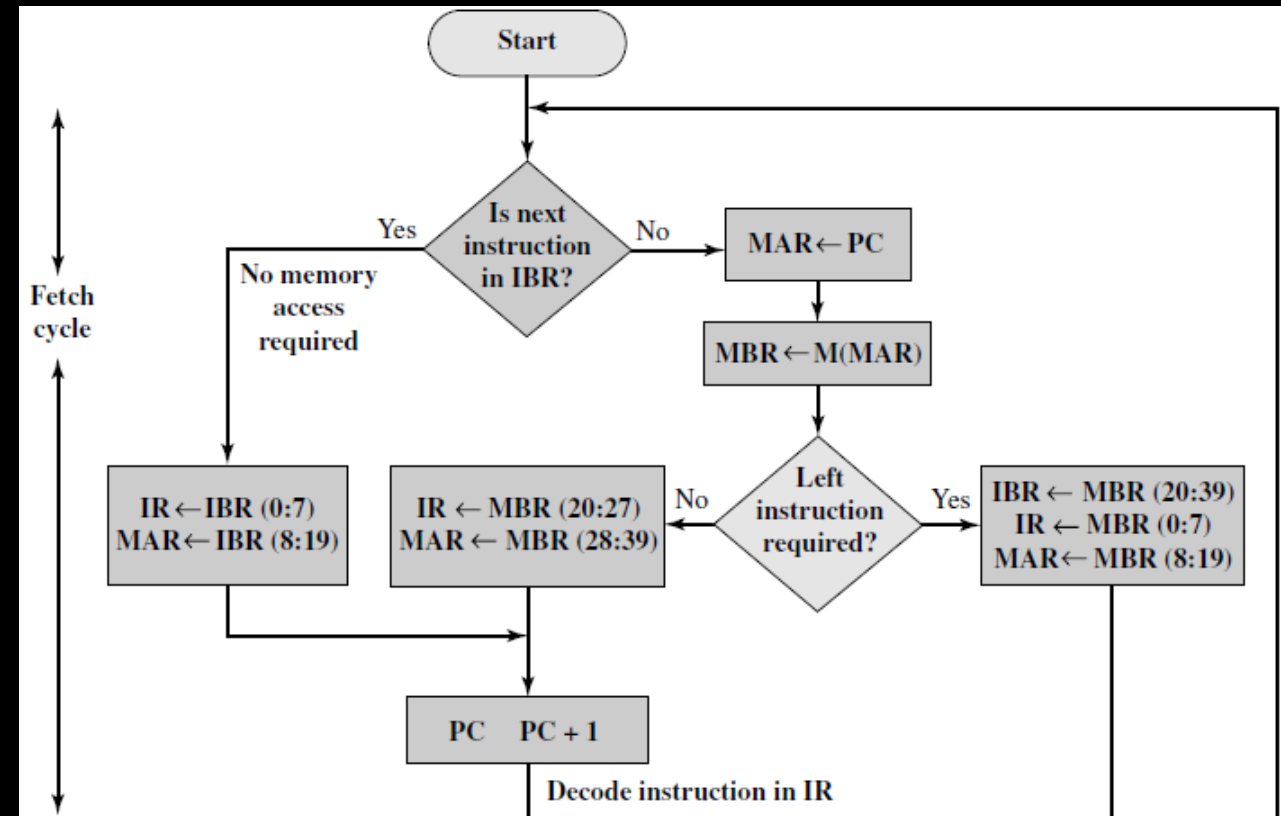 Start
Is next
instruction
in IBR?
Yes
No
No memory
access
required
MAR ← PC
MBR ← M(MAR)
Fetch
cycle
Left
instruction
required?
No
Yes
IR ← IBR (0:7)
MAR ← IBR (8:19)
IR ← MBR (20:27)
MAR ← MBR (28:39)
IBR ← MBR (20:39)
IR ← MBR (0:7)
MAR ← MBR (8:19)
PC PC + 1
Decode instruction in IR